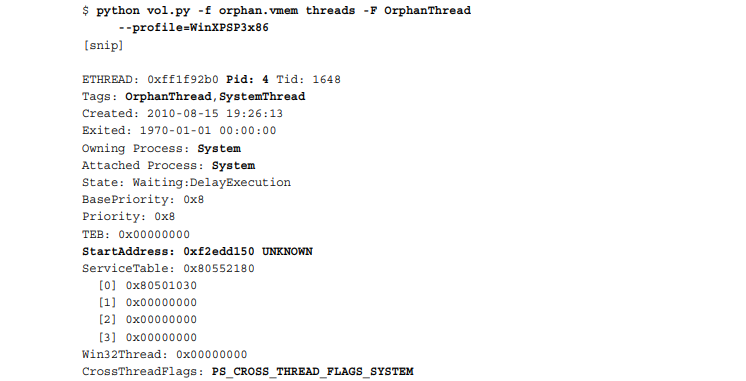 $ python vol.py -f orphan.vmem threads -F OrphanThread
--profile=WinXPSP3x86
[snip]
ETHREAD: 0xff1f92b0 Pid: 4 Tid: 1648
Tags: OrphanThread,SystemThread
Created: 2010-08-15 19:26:13
Exited: 1970-01-01 00:00:00
Owning Process: System
Attached Process: System
State: Waiting:DelayExecution
BasePriority: 0x8
Priority: 0x8
TEB: 0x00000000
StartAddress: 0xf2edd150 UNKNOWN
ServiceTable: 0x80552180
[0] 0x80501030
[1] 0x00000000
[2] 0x00000000
[3] 0x00000000
Win32Thread: 0x00000000
CrossThreadFlags: PS_CROSS_THREAD_FLAGS_SYSTEM